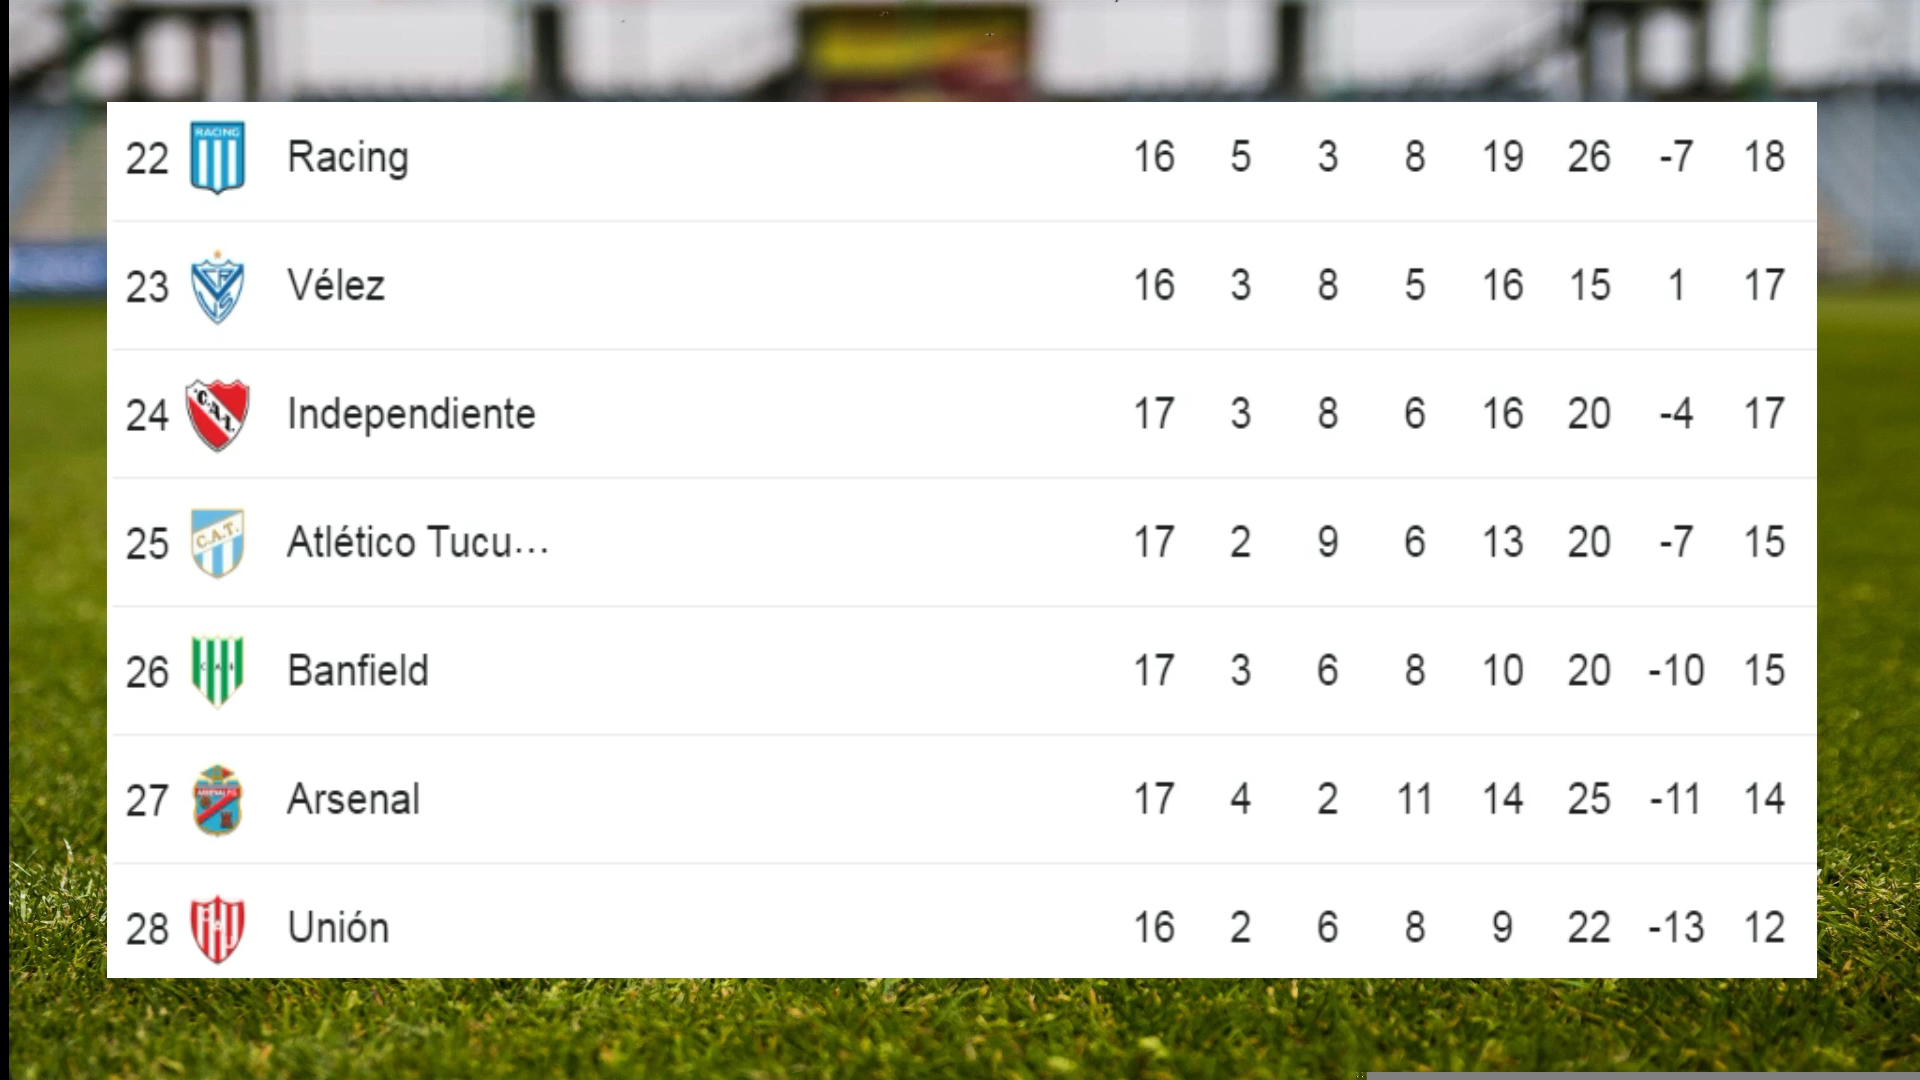 22 RACING Racing 16 5 3 8 19 26 -7 18
23 Vélez 16 3 8 5 16 15 1 17
24 C.A.I. Independiente 17 3 8 6 16 20 -4 17
25 C.A.T. Atlético Tucu... 17 2 9 6 13 20 -7 15
26 Banfield 17 3 6 8 10 20 -10 15
27 Arsenal 17 4 2 11 14 25 -11 14
28 Unión 16 2 6 8 9 22 -13 12